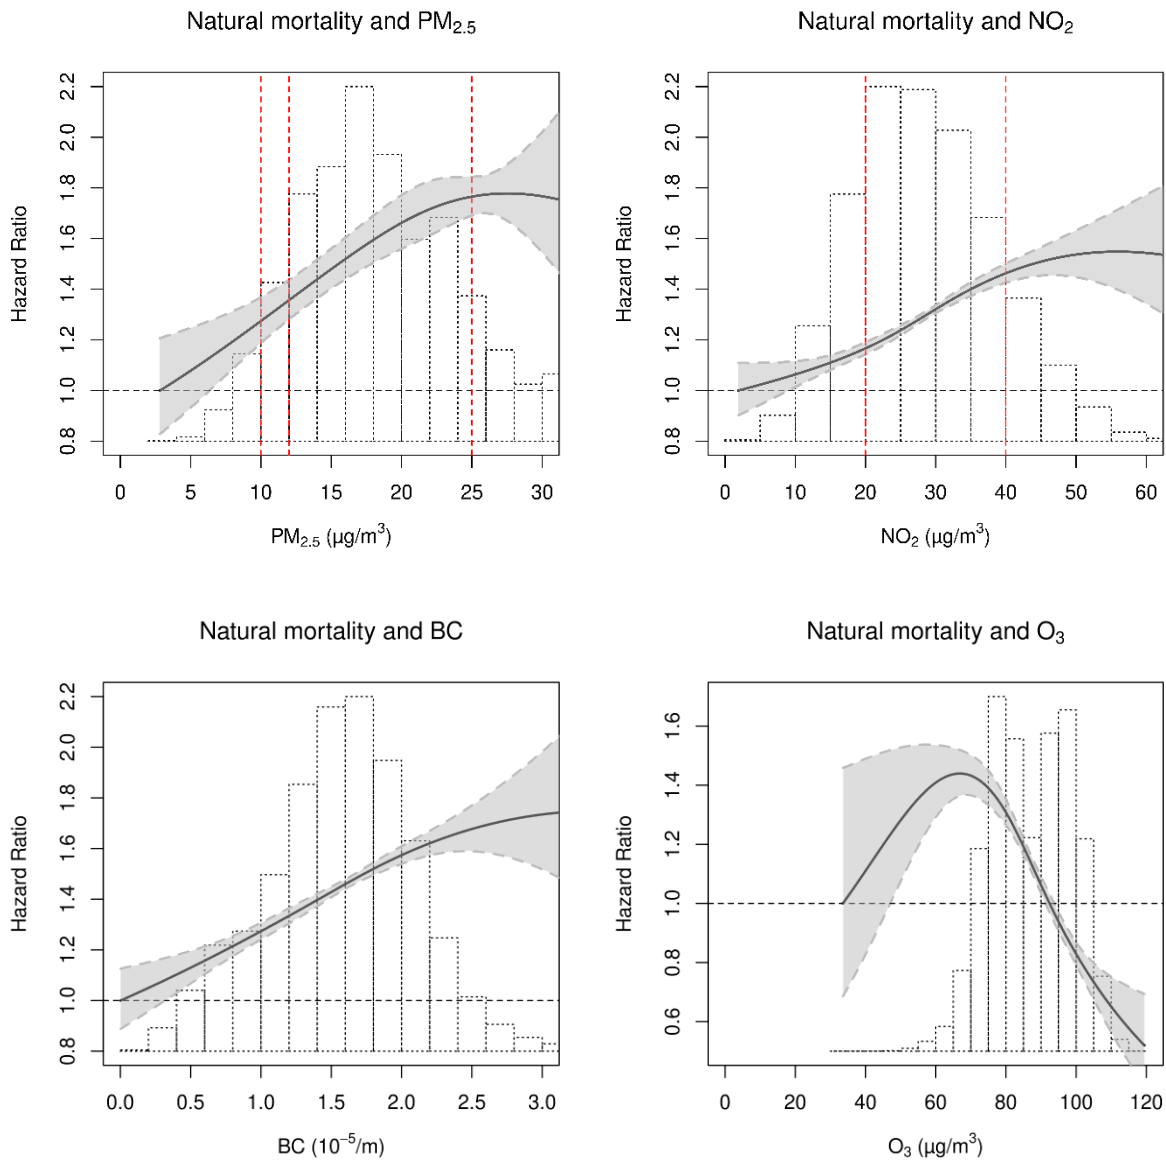 Natural mortality and PM2.5
Hazard Ratio
0.8 1.0 1.2 1.4 1.6 1.8 2.0 2.2
0 5 10 15 20 25 30
PM2.5 (µg/m³)
Natural mortality and NO2
Hazard Ratio
0.8 1.0 1.2 1.4 1.6 1.8 2.0 2.2
0 10 20 30 40 50 60
NO2 (µg/m³)
Natural mortality and BC
Hazard Ratio
0.8 1.0 1.2 1.4 1.6 1.8 2.0 2.2
0.0 0.5 1.0 1.5 2.0 2.5 3.0
BC (10⁻⁵/m)
Natural mortality and O3
Hazard Ratio
0.6 0.8 1.0 1.2 1.4 1.6
0 20 40 60 80 100 120
O3 (µg/m³)